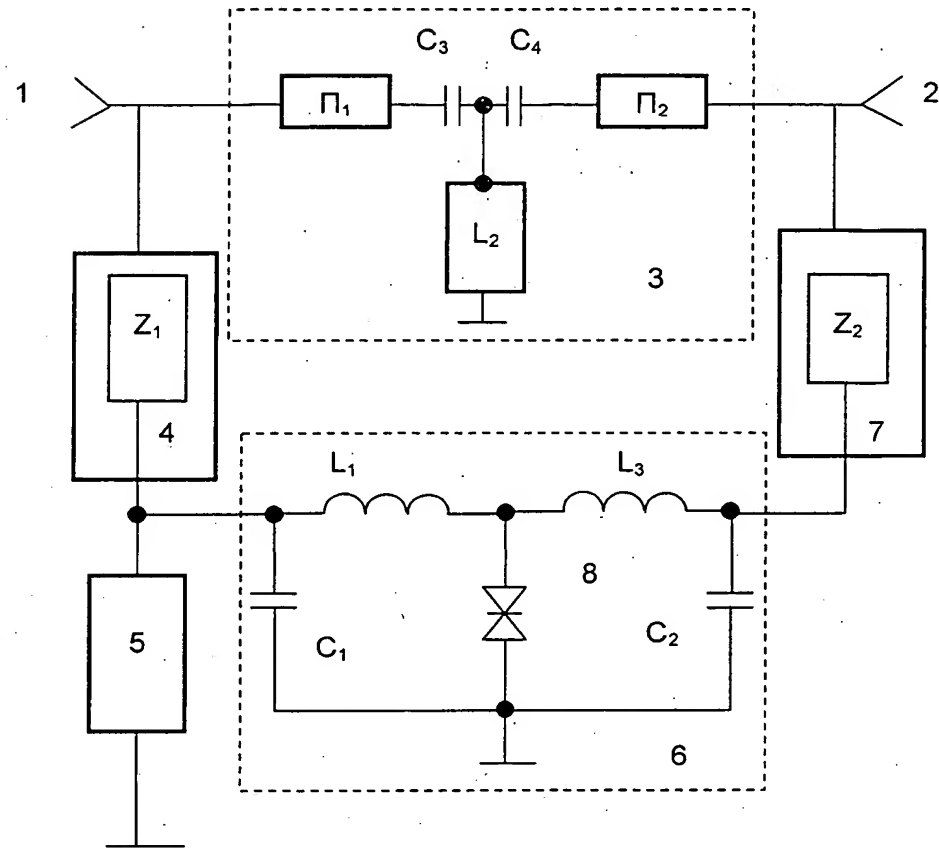 C₃ C₄
1 П₁ П₂ 2
L₂
3
Z₁ Z₂
4 7
L₁ L₃
8
5 C₁ C₂
6